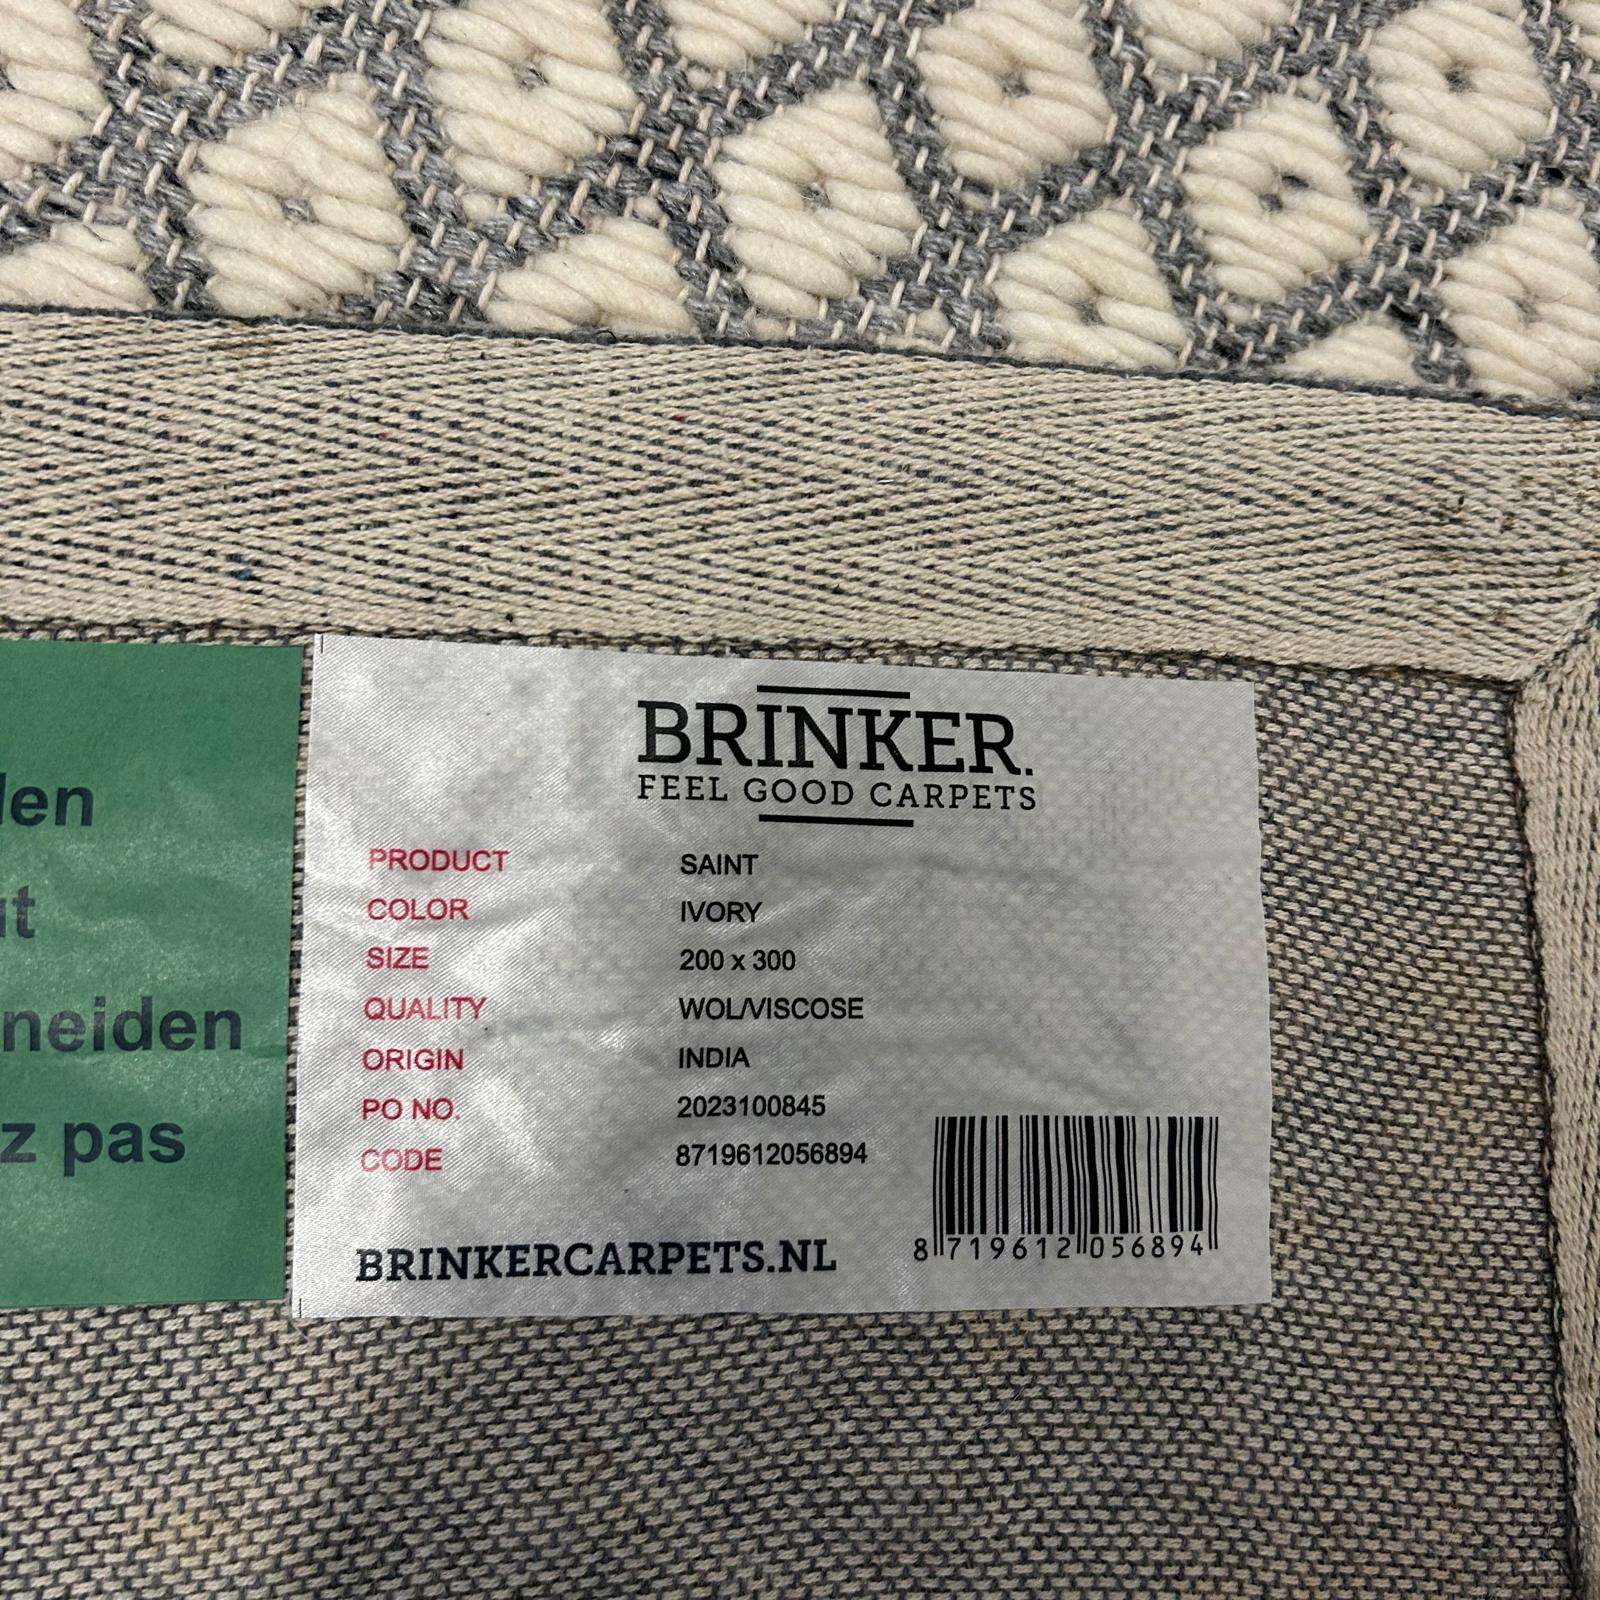 BRINKER.
FEEL GOOD CARPETS
PRODUCT SAINT
COLOR IVORY
SIZE 200 x 300
QUALITY WOL/VISCOSE
ORIGIN INDIA
PO NO. 2023100845
CODE 8719612056894
BRINKERCARPETS.NL
8 719612 056894
z pas